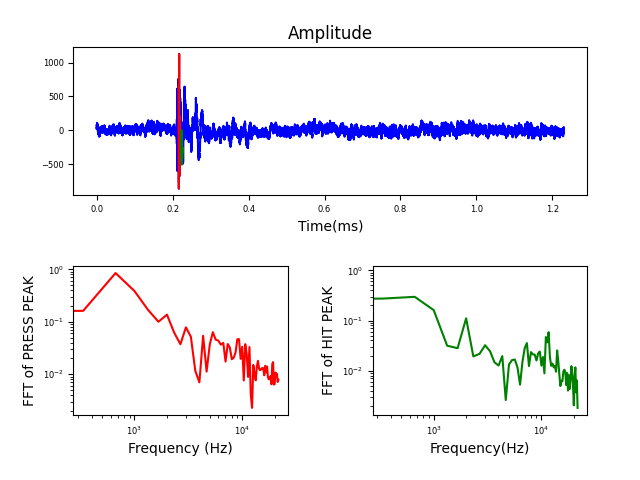 Amplitude
1000
500
0
−500
0.0 0.2 0.4 0.6 0.8 1.0 1.2
Time(ms)
FFT of PRESS PEAK
10⁰
10⁻¹
10⁻²
10³ 10⁴
Frequency (Hz)
FFT of HIT PEAK
10⁰
10⁻¹
10⁻²
10³ 10⁴
Frequency(Hz)